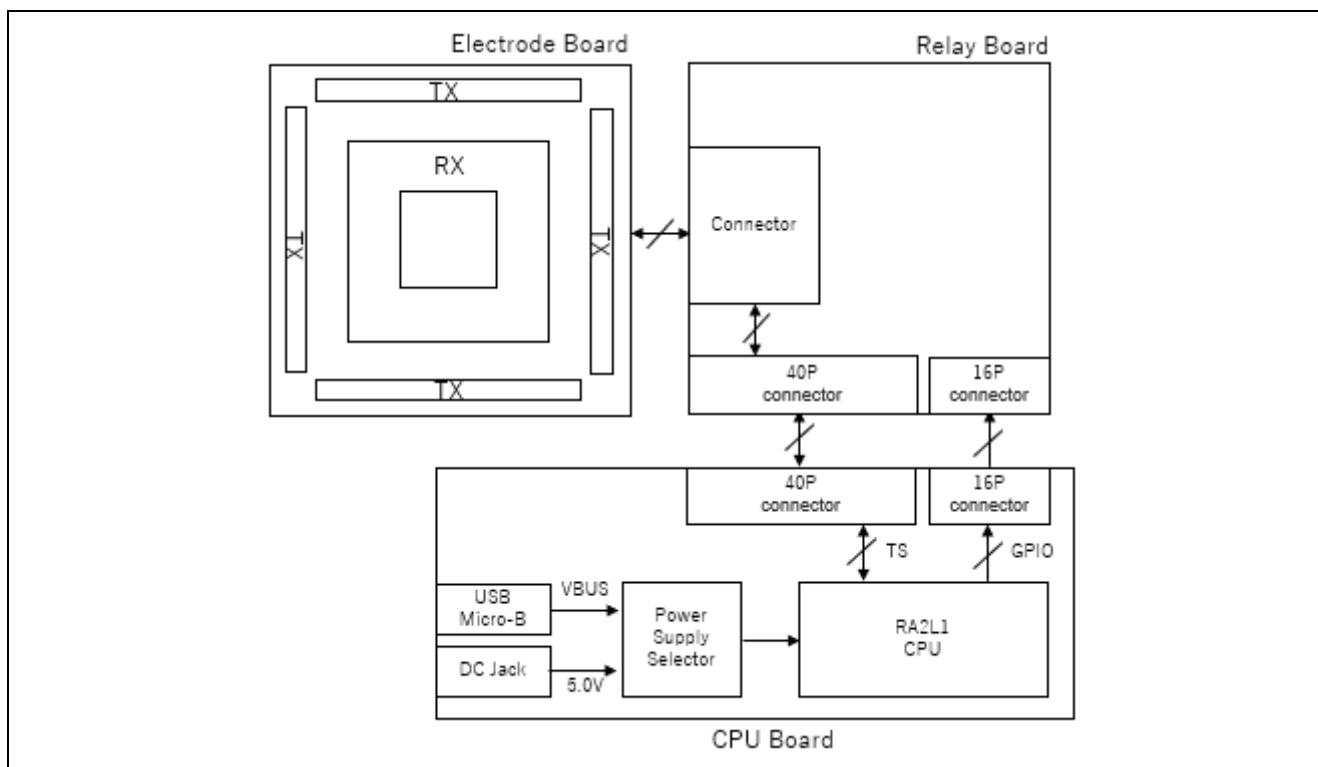 Electrode Board
Relay Board
TX
RX
TX
TX
TX
Connector
40P
connector
16P
connector
40P
connector
16P
connector
TS
GPIO
USB
Micro-B
VBUS
DC Jack
5.0V
Power
Supply
Selector
RA2L1
CPU
CPU Board